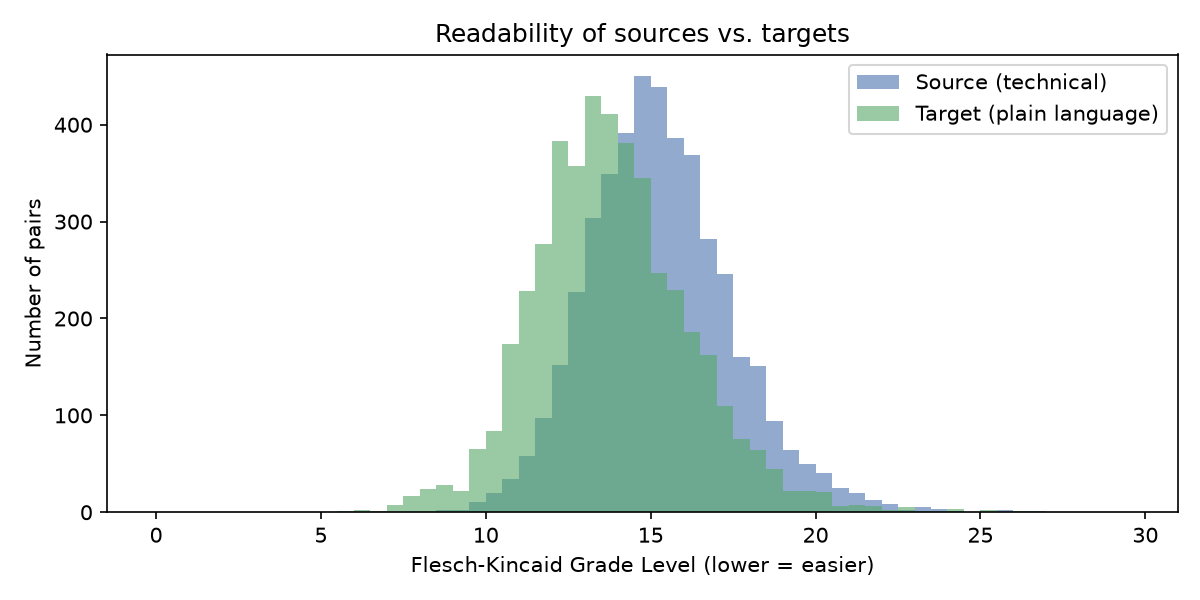 Readability of sources vs. targets
Source (technical)
Target (plain language)
Number of pairs
400
300
200
100
0
0 5 10 15 20 25 30
Flesch-Kincaid Grade Level (lower = easier)